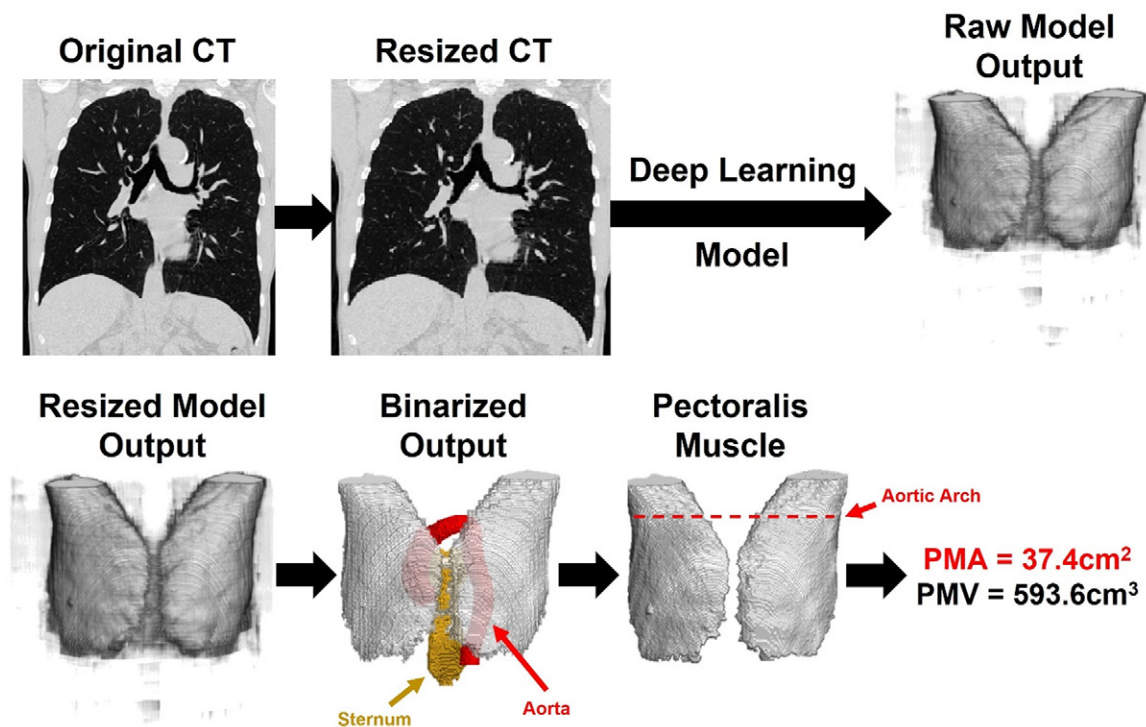 Original CT
Resized CT
Raw Model
Output
Deep Learning
Model
Resized Model
Output
Binarized
Output
Pectoralis
Muscle
Aortic Arch
PMA = 37.4cm²
PMV = 593.6cm³
Sternum
Aorta